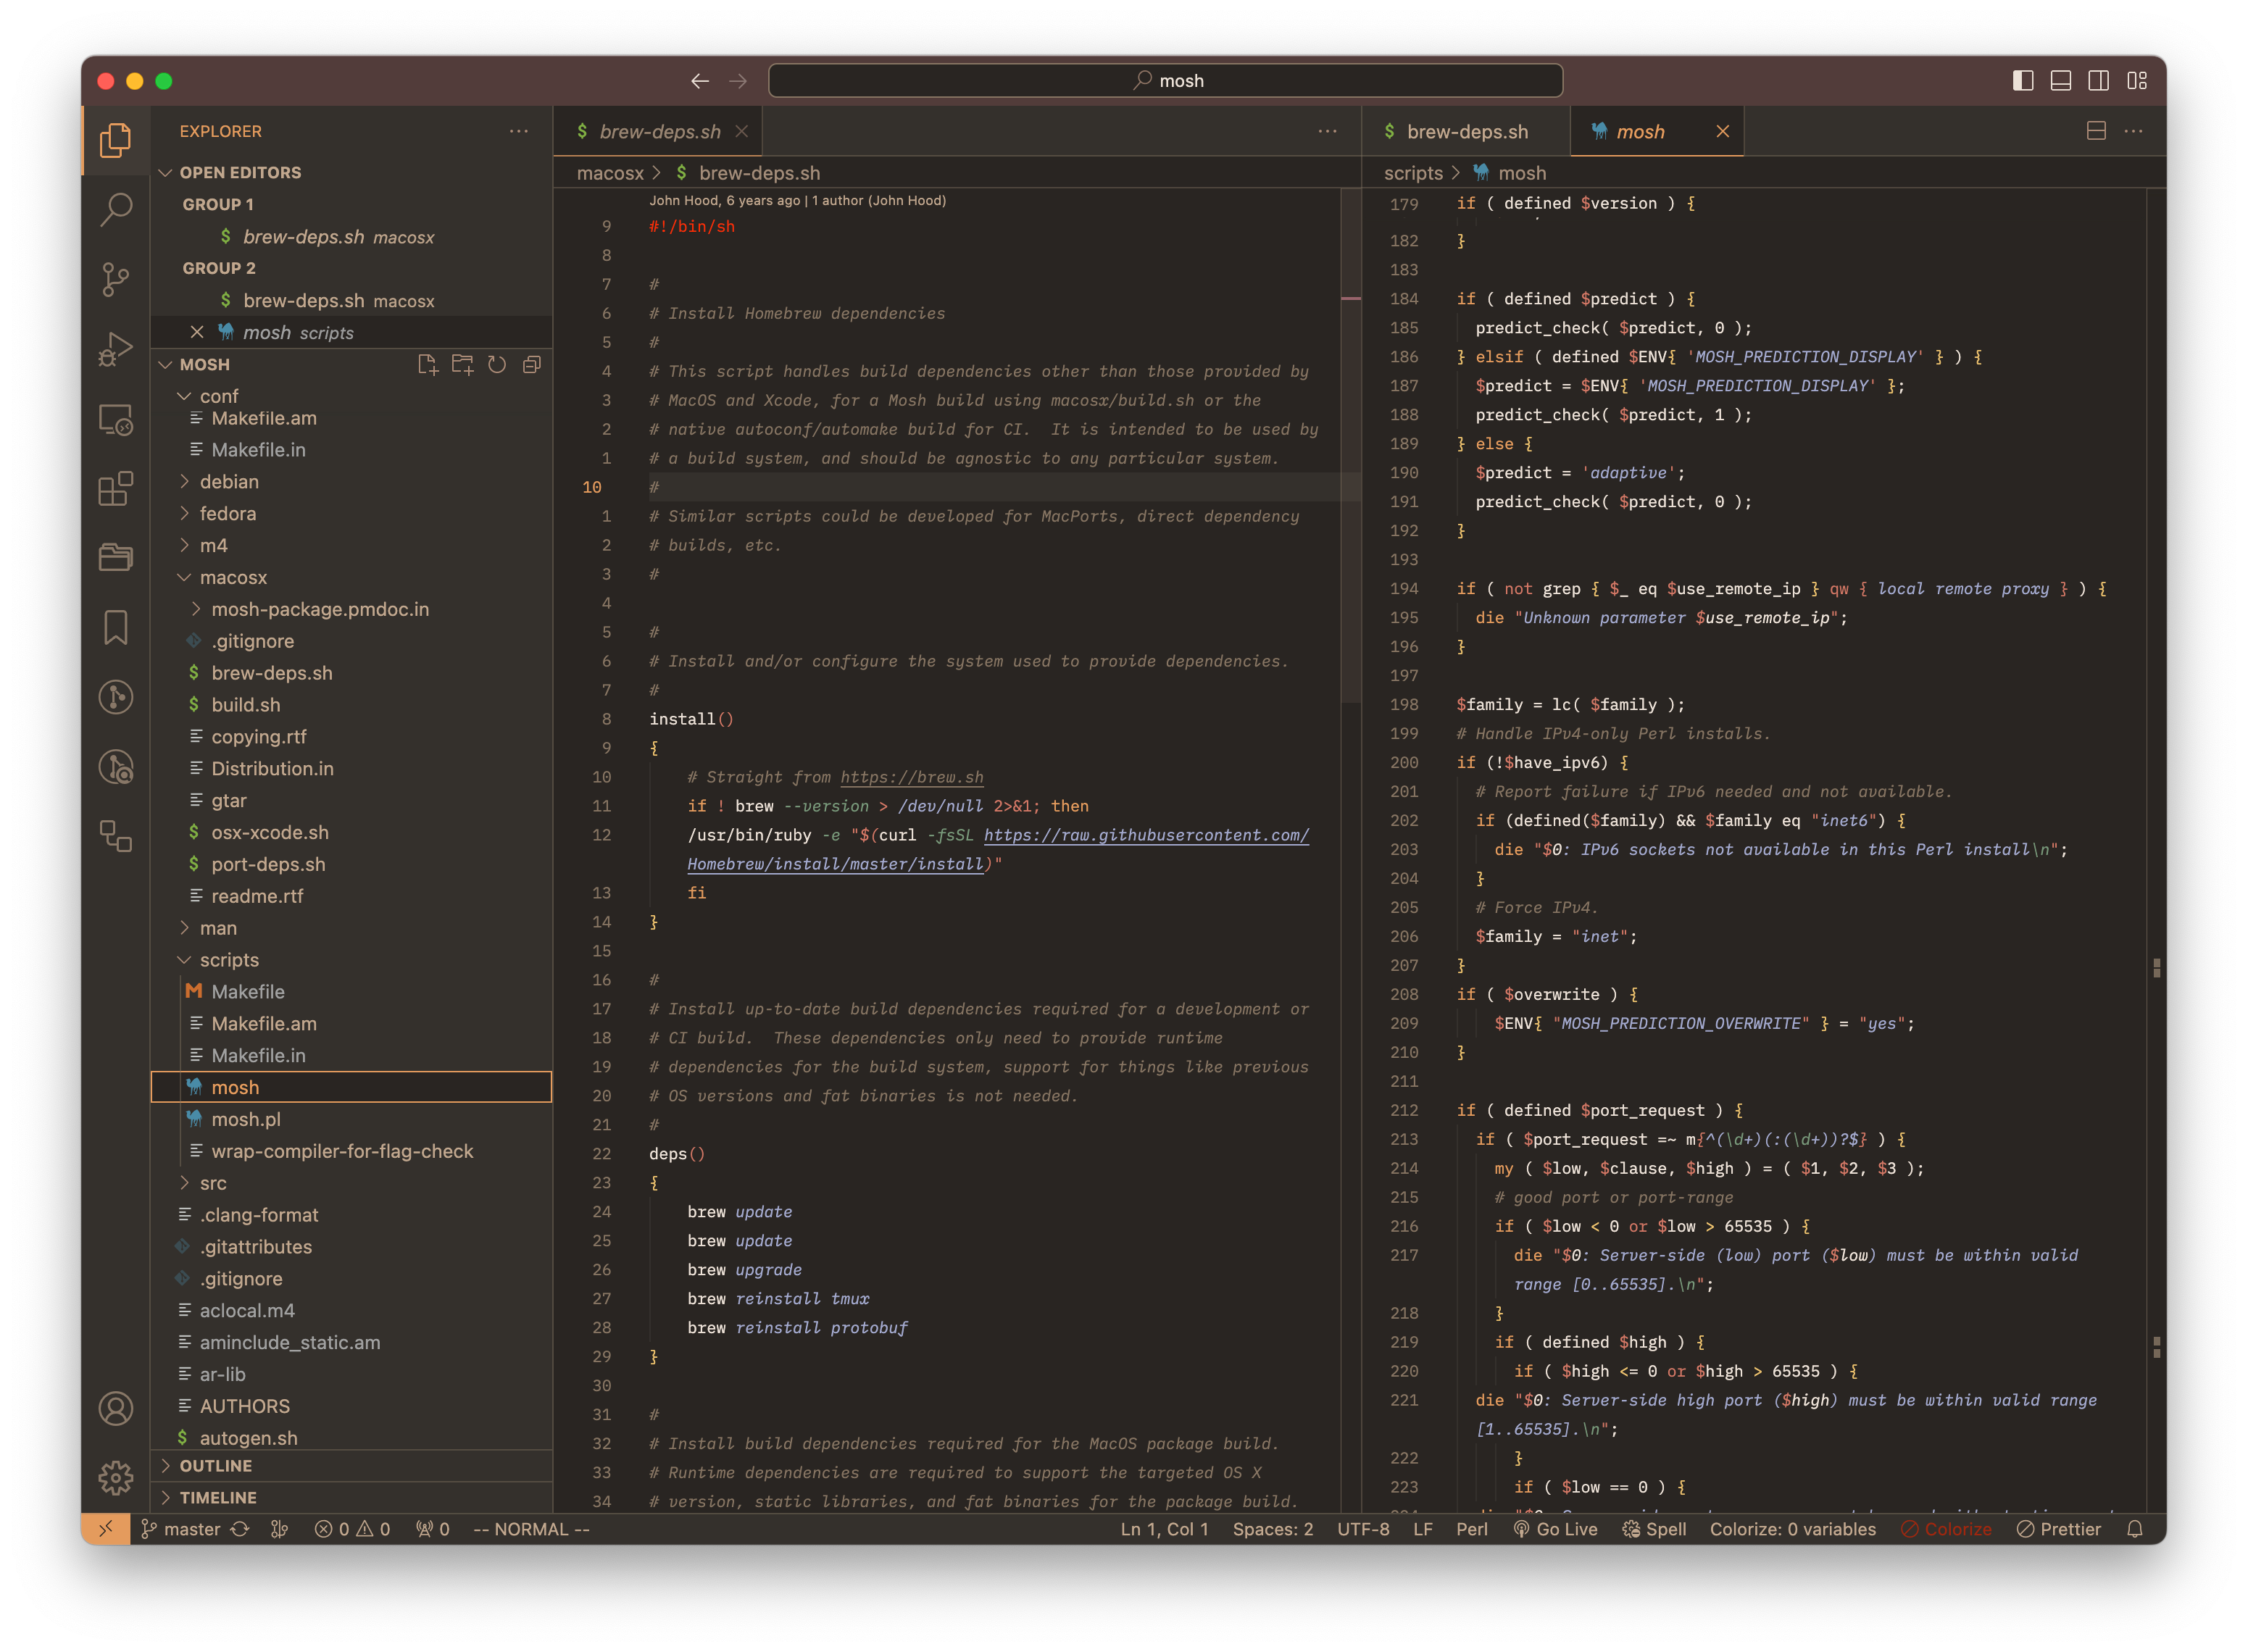 mosh
EXPLORER
OPEN EDITORS
GROUP 1
$ brew-deps.sh macosx
GROUP 2
$ brew-deps.sh macosx
mosh scripts
MOSH
conf
Makefile.am
Makefile.in
debian
fedora
m4
macosx
mosh-package.pmdoc.in
.gitignore
$ brew-deps.sh
$ build.sh
copying.rtf
Distribution.in
gtar
$ osx-xcode.sh
$ port-deps.sh
readme.rtf
man
scripts
M Makefile
Makefile.am
Makefile.in
mosh
mosh.pl
wrap-compiler-for-flag-check
src
.clang-format
.gitattributes
.gitignore
aclocal.m4
aminclude_static.am
ar-lib
AUTHORS
$ autogen.sh
OUTLINE
TIMELINE
$ brew-deps.sh
macosx > $ brew-deps.sh
John Hood, 6 years ago | 1 author (John Hood)
9 #!/bin/sh
8
7 #
6 # Install Homebrew dependencies
5 #
4 # This script handles build dependencies other than those provided by
3 # MacOS and Xcode, for a Mosh build using macosx/build.sh or the
2 # native autoconf/automake build for CI.  It is intended to be used by
1 # a build system, and should be agnostic to any particular system.
10 #
1 # Similar scripts could be developed for MacPorts, direct dependency
2 # builds, etc.
3 #
4
5 #
6 # Install and/or configure the system used to provide dependencies.
7 #
8 install()
9 {
10 # Straight from https://brew.sh
11 if ! brew --version > /dev/null 2>&1; then
12 /usr/bin/ruby -e "$(curl -fsSL https://raw.githubusercontent.com/
Homebrew/install/master/install)"
13 fi
14 }
15
16 #
17 # Install up-to-date build dependencies required for a development or
18 # CI build.  These dependencies only need to provide runtime
19 # dependencies for the build system, support for things like previous
20 # OS versions and fat binaries is not needed.
21 #
22 deps()
23 {
24 brew update
25 brew update
26 brew upgrade
27 brew reinstall tmux
28 brew reinstall protobuf
29 }
30
31 #
32 # Install build dependencies required for the MacOS package build.
33 # Runtime dependencies are required to support the targeted OS X
34 # version, static libraries, and fat binaries for the package build.
$ brew-deps.sh mosh
scripts > mosh
179 if ( defined $version ) {
182 }
183
184 if ( defined $predict ) {
185 predict_check( $predict, 0 );
186 } elsif ( defined $ENV{ 'MOSH_PREDICTION_DISPLAY' } ) {
187 $predict = $ENV{ 'MOSH_PREDICTION_DISPLAY' };
188 predict_check( $predict, 1 );
189 } else {
190 $predict = 'adaptive';
191 predict_check( $predict, 0 );
192 }
193
194 if ( not grep { $_ eq $use_remote_ip } qw { local remote proxy } ) {
195 die "Unknown parameter $use_remote_ip";
196 }
197
198 $family = lc( $family );
199 # Handle IPv4-only Perl installs.
200 if (!$have_ipv6) {
201 # Report failure if IPv6 needed and not available.
202 if (defined($family) && $family eq "inet6") {
203 die "$0: IPv6 sockets not available in this Perl install\n";
204 }
205 # Force IPv4.
206 $family = "inet";
207 }
208 if ( $overwrite ) {
209 $ENV{ "MOSH_PREDICTION_OVERWRITE" } = "yes";
210 }
211
212 if ( defined $port_request ) {
213 if ( $port_request =~ m{^(\d+)(:(\d+))?$} ) {
214 my ( $low, $clause, $high ) = ( $1, $2, $3 );
215 # good port or port-range
216 if ( $low < 0 or $low > 65535 ) {
217 die "$0: Server-side (low) port ($low) must be within valid
range [0..65535].\n";
218 }
219 if ( defined $high ) {
220 if ( $high <= 0 or $high > 65535 ) {
221 die "$0: Server-side high port ($high) must be within valid range
[1..65535].\n";
222 }
223 if ( $low == 0 ) {
master 0 0 0 -- NORMAL -- Ln 1, Col 1 Spaces: 2 UTF-8 LF Perl Go Live Spell Colorize: 0 variables Colorize Prettier